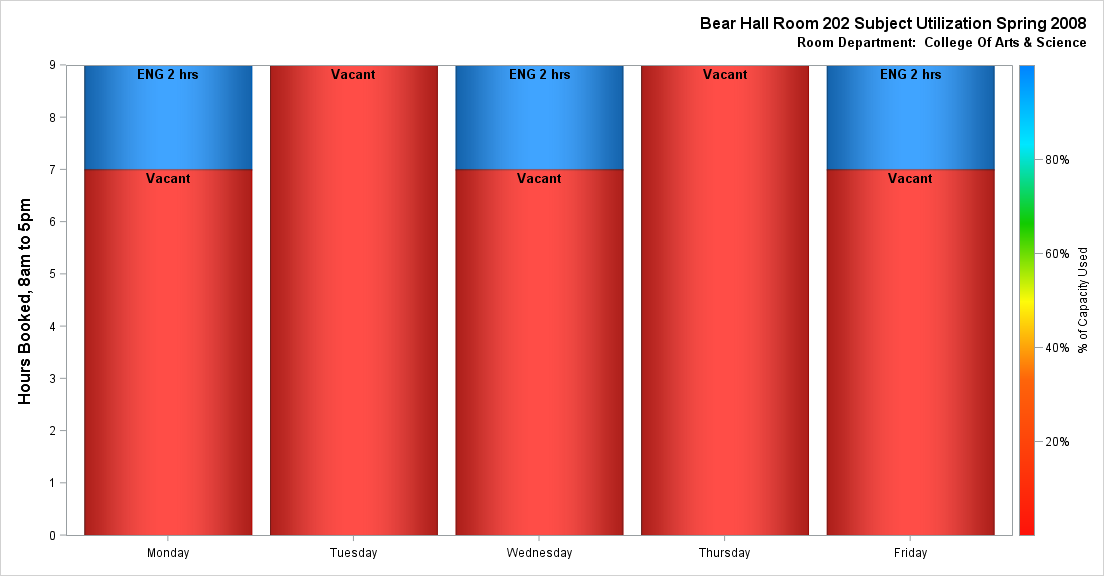 Bear Hall Room 202 Subject Utilization Spring 2008
Room Department:  College Of Arts & Science
Hours Booked, 8am to 5pm
9
8
7
6
5
4
3
2
1
0
ENG 2 hrs
Vacant
Vacant
ENG 2 hrs
Vacant
Vacant
ENG 2 hrs
Vacant
Monday
Tuesday
Wednesday
Thursday
Friday
80%
60%
40%
20%
% of Capacity Used